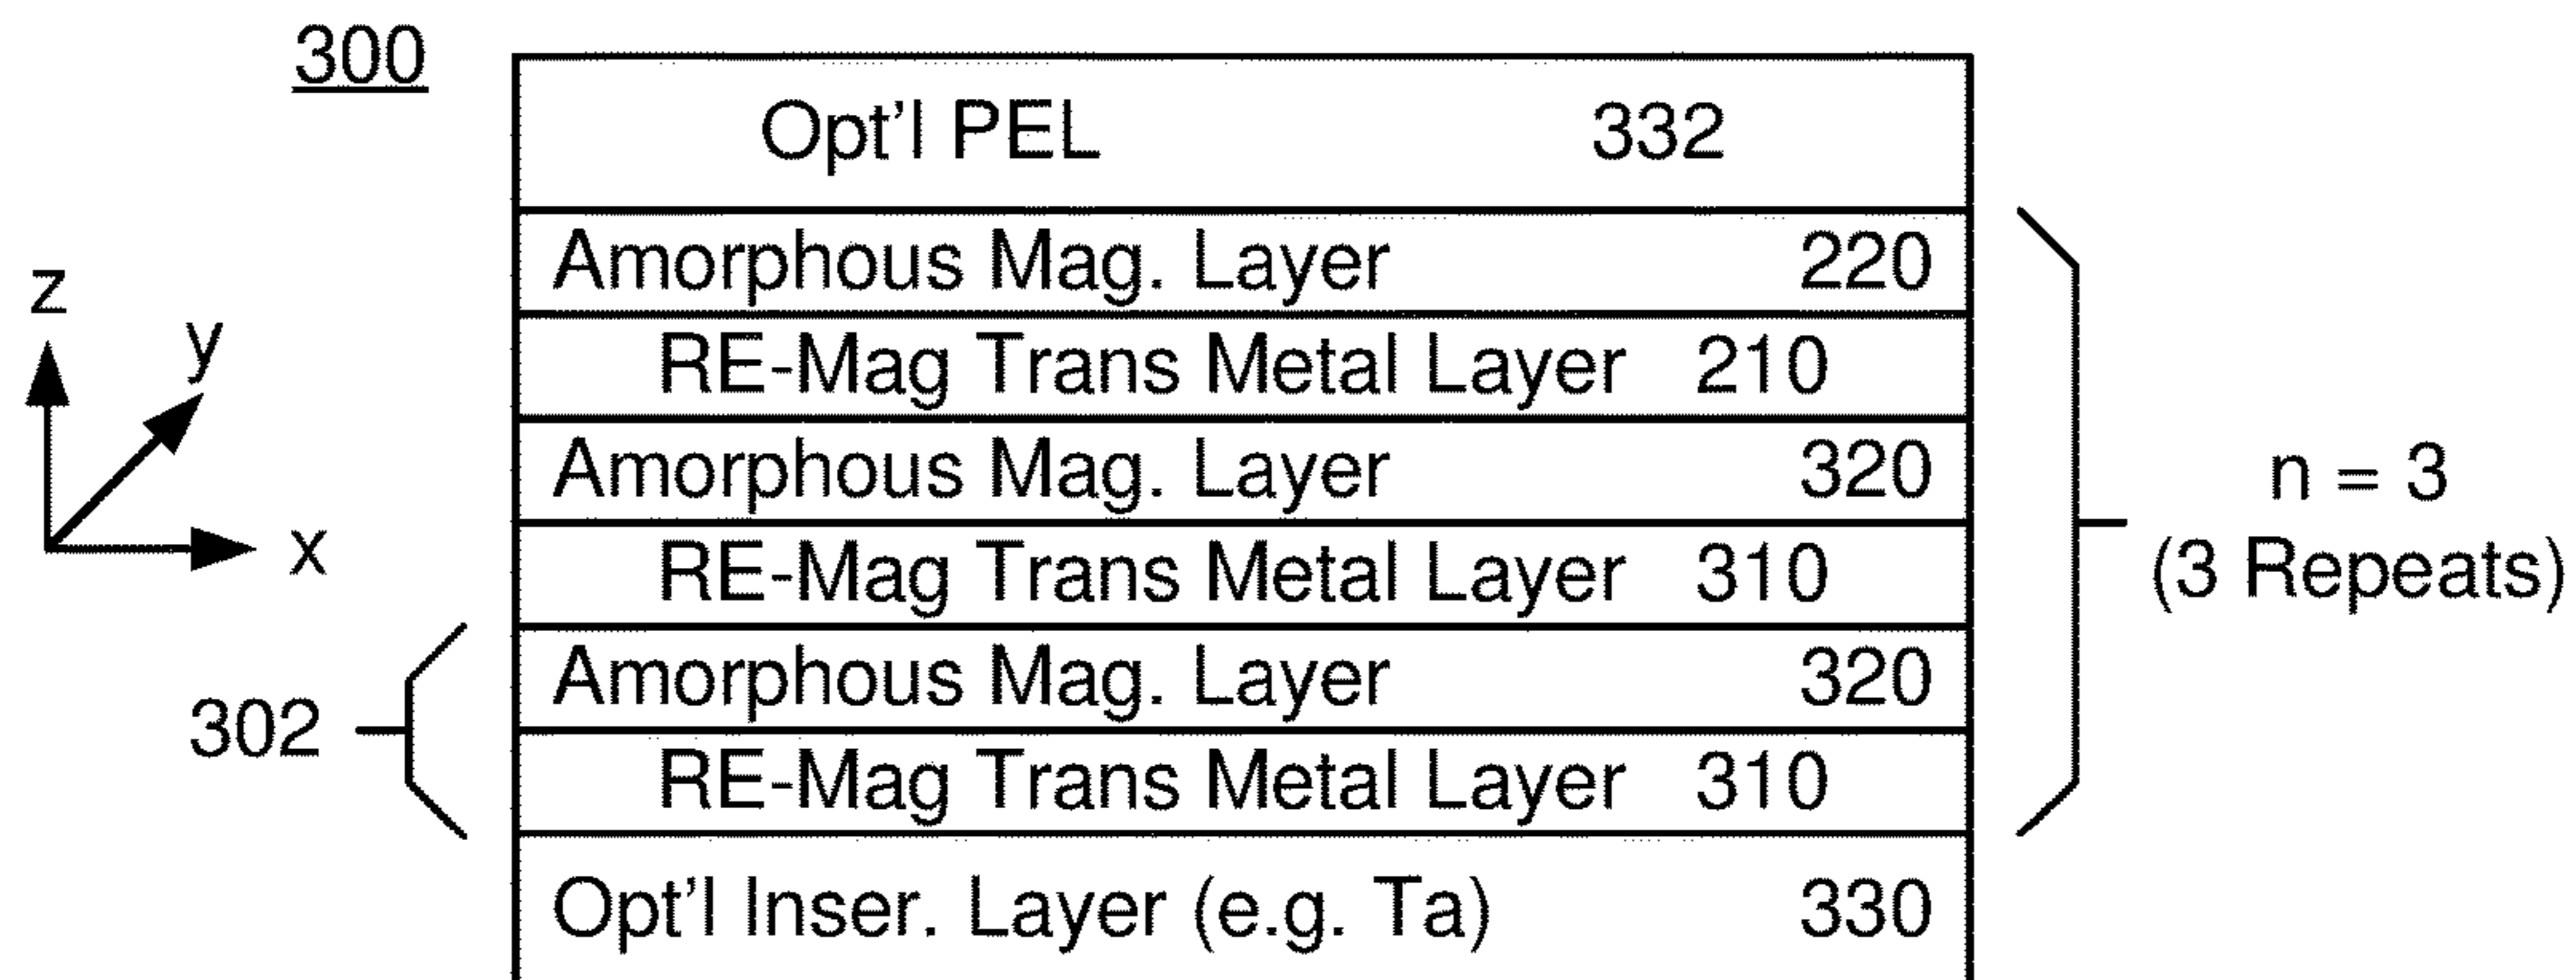 300
Opt'l PEL 332
Amorphous Mag. Layer 220
z
y
RE-Mag Trans Metal Layer 210
Amorphous Mag. Layer 320
n = 3
x
RE-Mag Trans Metal Layer 310
(3 Repeats)
Amorphous Mag. Layer 320
302
RE-Mag Trans Metal Layer 310
Opt'l Inser. Layer (e.g. Ta) 330